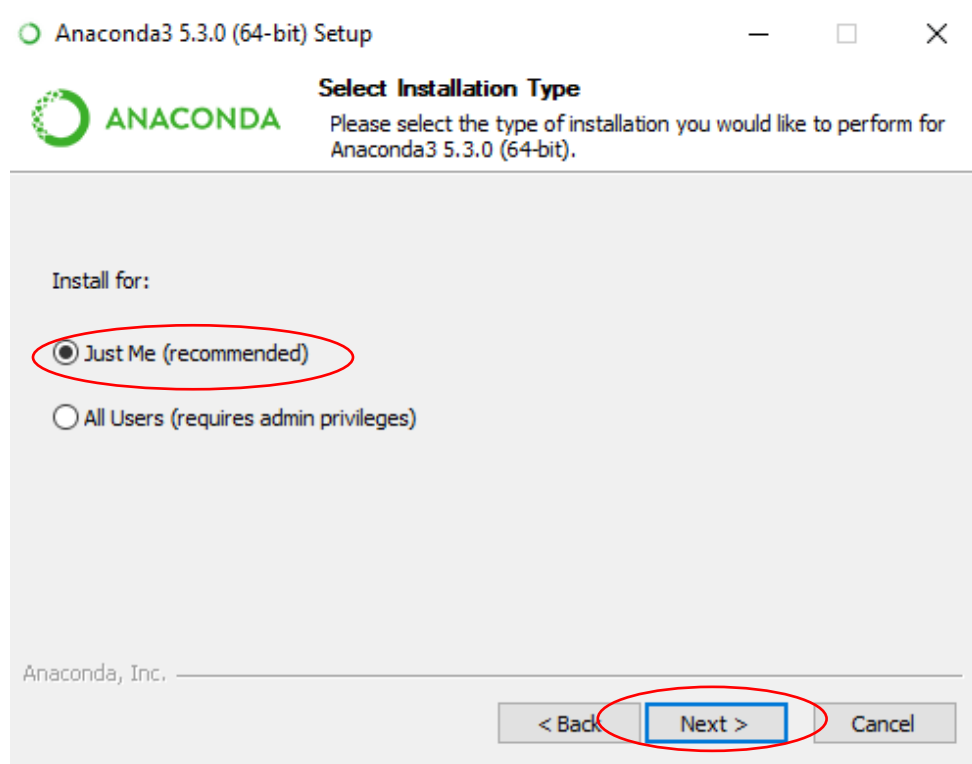 Anaconda3 5.3.0 (64-bit) Setup
ANACONDA
Select Installation Type
Please select the type of installation you would like to perform for
Anaconda3 5.3.0 (64-bit).
Install for:
Just Me (recommended)
All Users (requires admin privileges)
Anaconda, Inc.
< Back
Next >
Cancel